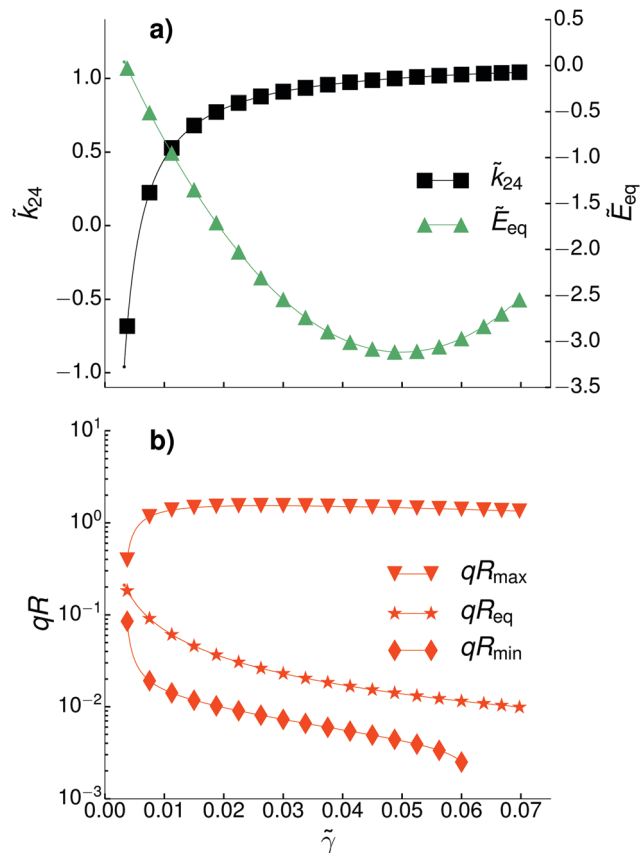 a)
0.5
0.0
−0.5
−1.0
−1.5
−2.0
−2.5
−3.0
−3.5
1.0
0.5
0.0
−0.5
−1.0
k̃₂₄
Ẽeq
k̃₂₄
Ẽeq
b)
10¹
10⁰
10⁻¹
10⁻²
10⁻³
qR
qRmax
qReq
qRmin
0.00 0.01 0.02 0.03 0.04 0.05 0.06 0.07
γ̃